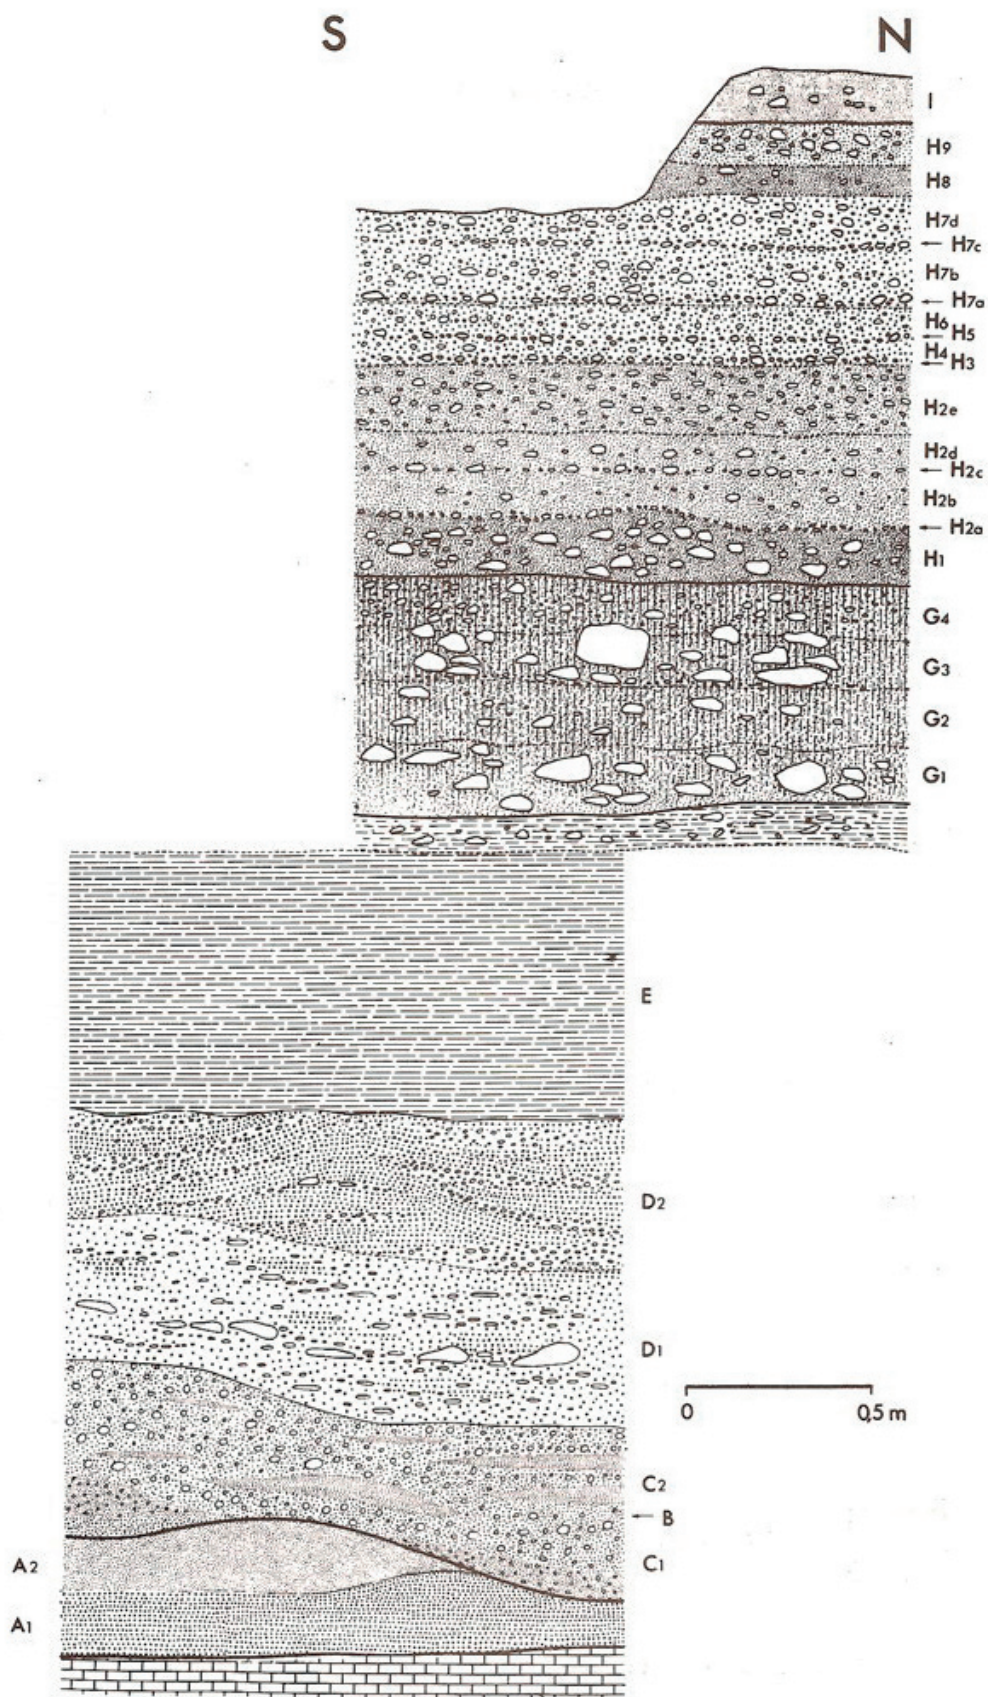 S N
I
H9
H8
H7d
← H7c
H7b
← H7a
H6
← H5
H4
← H3
H2e
H2d
← H2c
H2b
← H2a
H1
G4
G3
G2
G1
E
D2
D1
0 0,5 m
C2
← B
A2 C1
A1